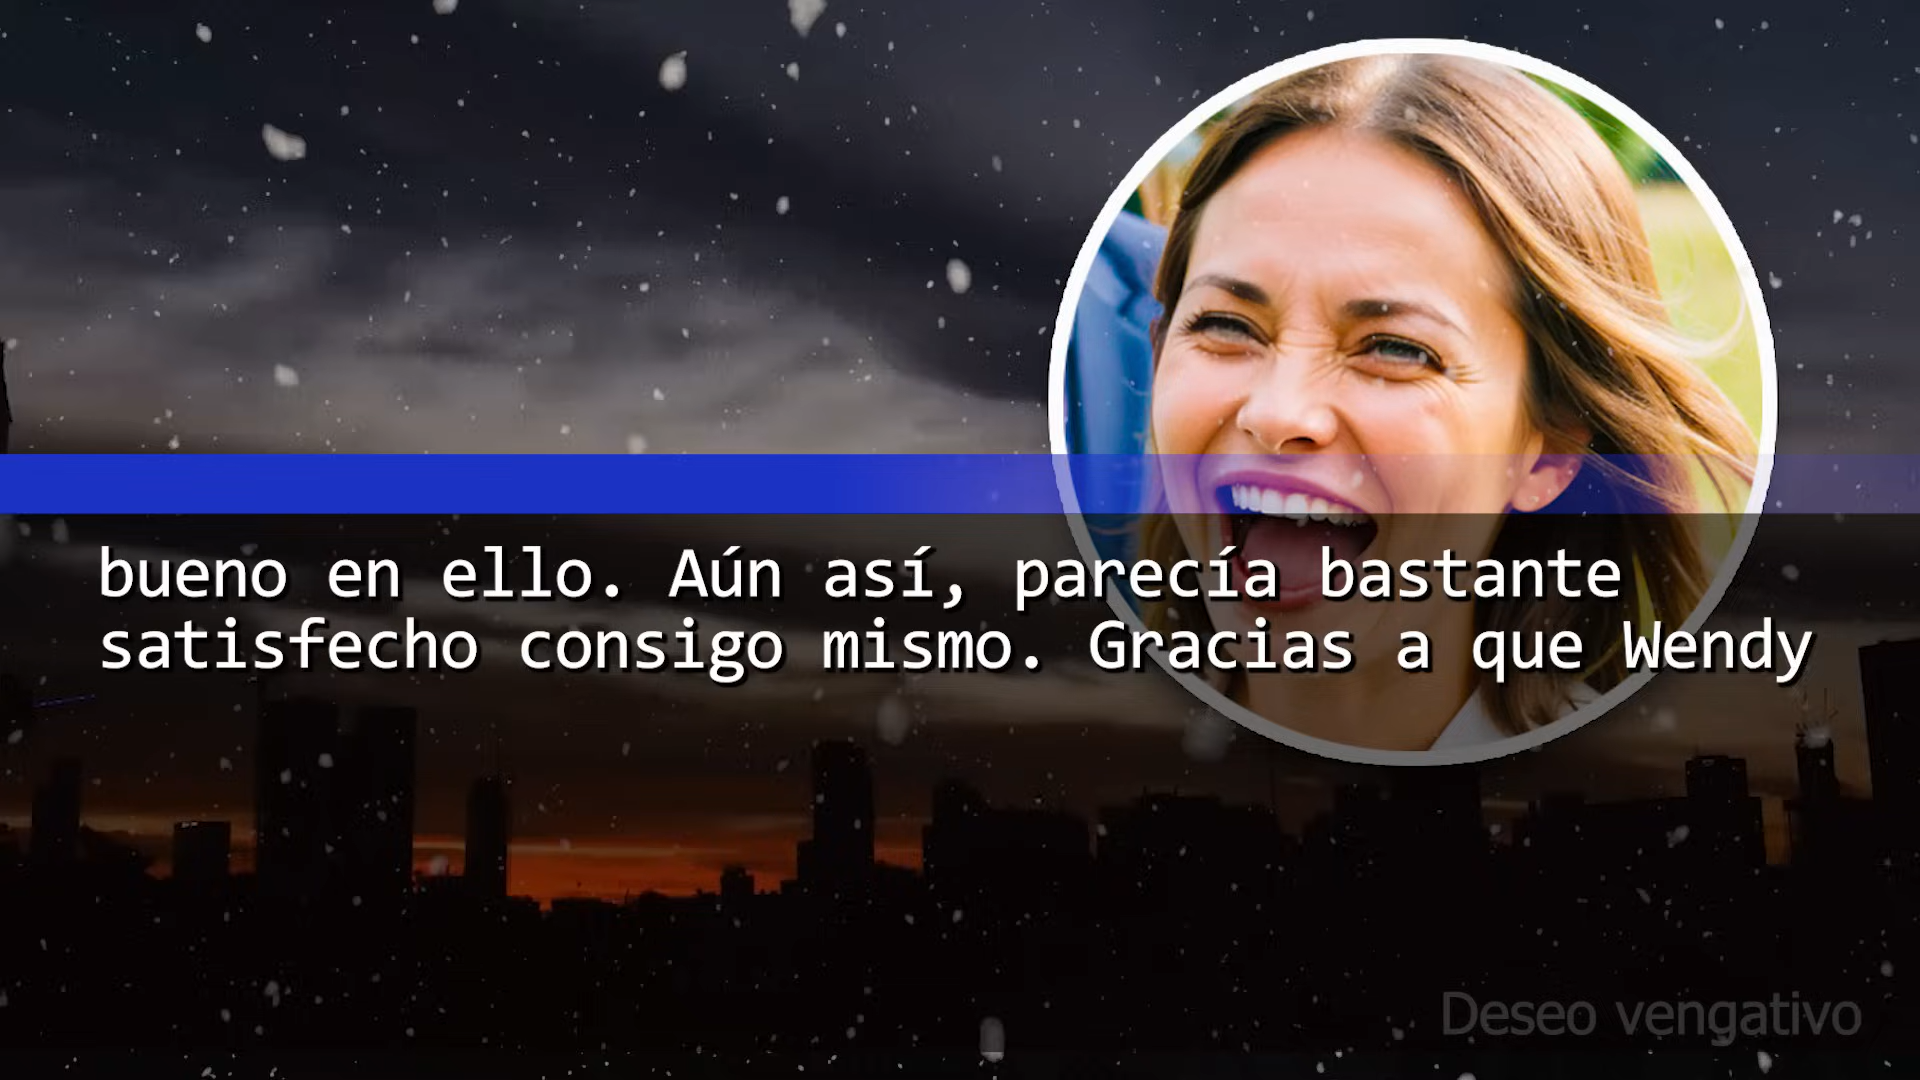 bueno en ello. Aún así, parecía bastante
satisfecho consigo mismo. Gracias a que Wendy
Deseo vengativo